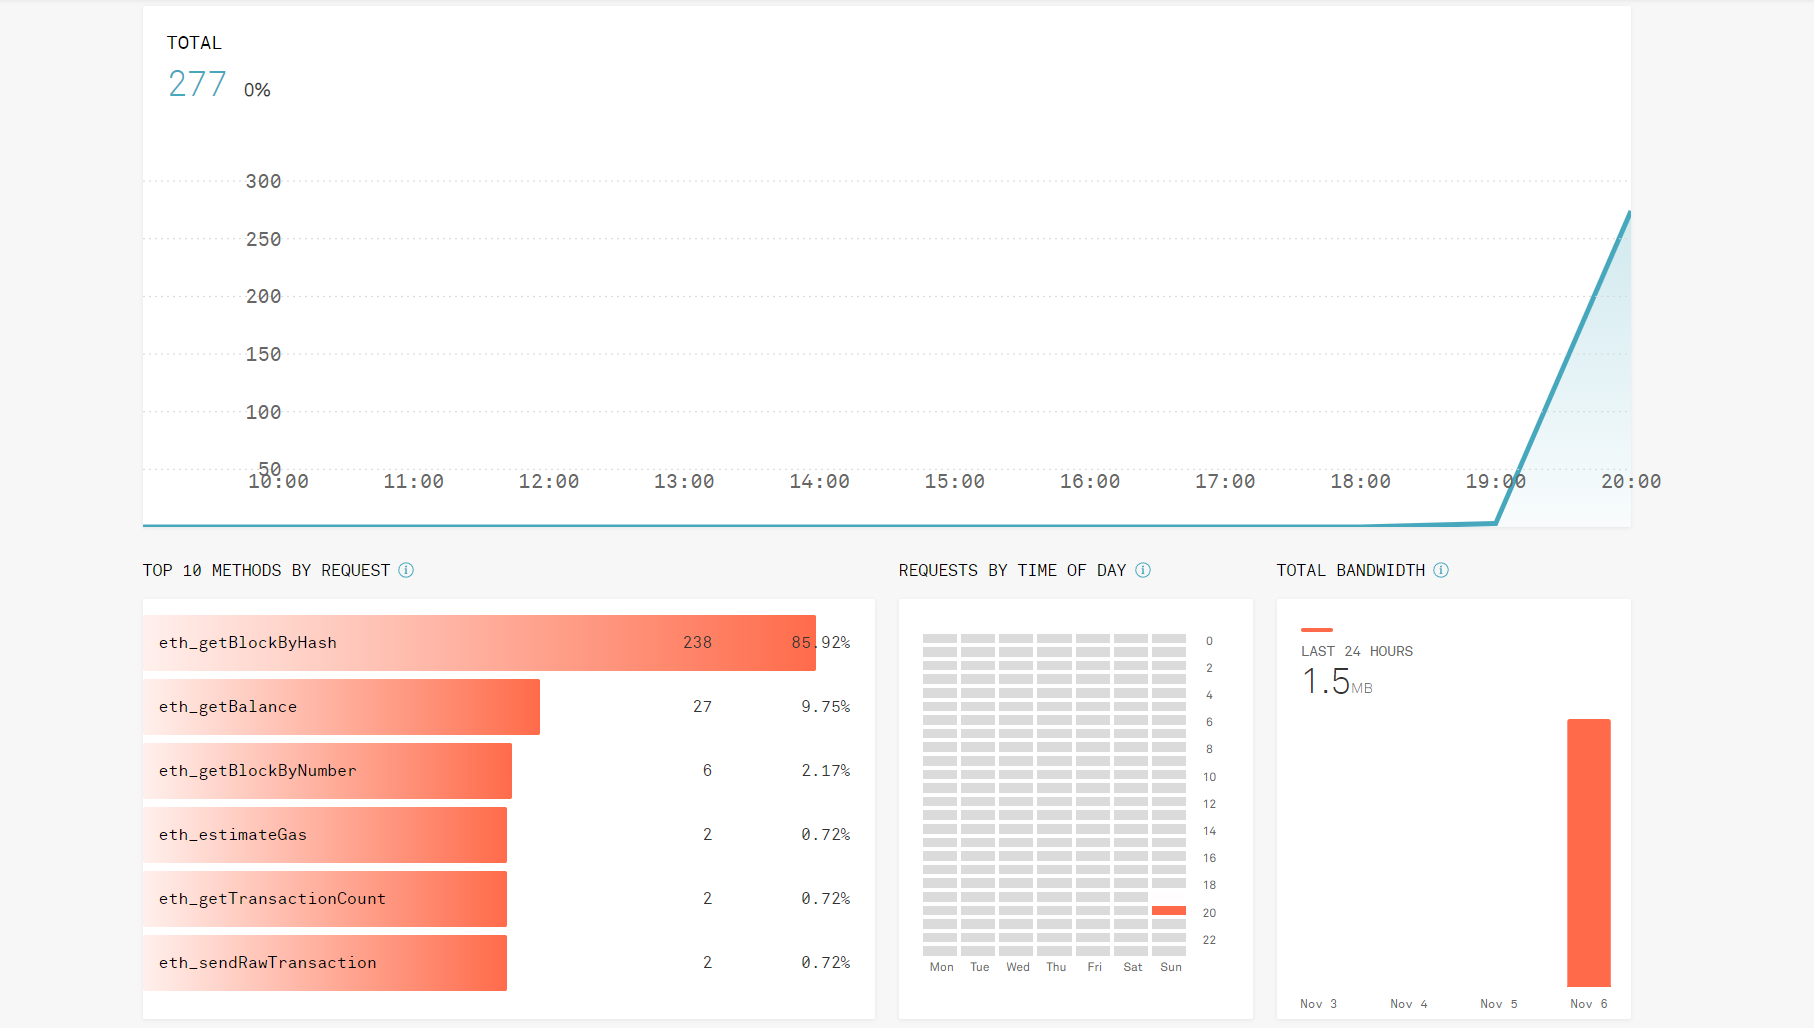 TOTAL
277 0%
300
250
200
150
100
50
10:00 11:00 12:00 13:00 14:00 15:00 16:00 17:00 18:00 19:00 20:00
TOP 10 METHODS BY REQUEST
eth_getBlockByHash 238 85.92%
eth_getBalance 27 9.75%
eth_getBlockByNumber 6 2.17%
eth_estimateGas 2 0.72%
eth_getTransactionCount 2 0.72%
eth_sendRawTransaction 2 0.72%
REQUESTS BY TIME OF DAY
0
2
4
6
8
10
12
14
16
18
20
22
Mon Tue Wed Thu Fri Sat Sun
TOTAL BANDWIDTH
LAST 24 HOURS
1.5MB
Nov 3 Nov 4 Nov 5 Nov 6